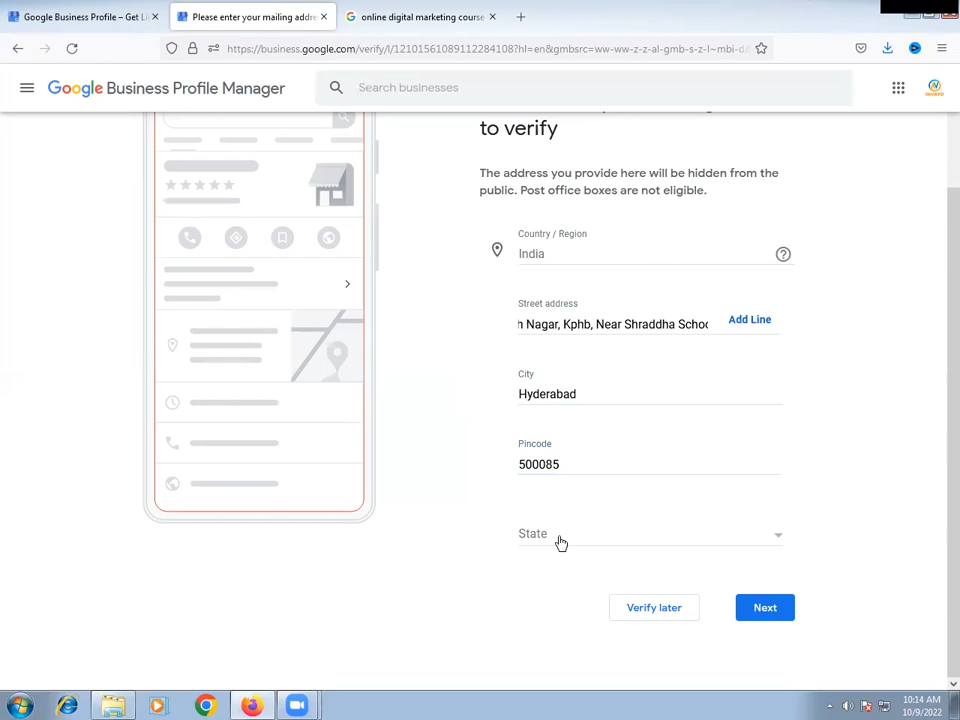 Google Business Profile – Get Li
Please enter your mailing addre
online digital marketing course
https://business.google.com/verify/l/12101561089112284108?hl=en&gmbsrc=ww-ww-z-z-al-gmb-s-z-l~mbi-d
Google Business Profile Manager
Search businesses
to verify
The address you provide here will be hidden from the
public. Post office boxes are not eligible.
Country / Region
India
Street address
h Nagar, Kphb, Near Shraddha Schoo
Add Line
City
Hyderabad
Pincode
500085
State
Verify later
Next
10:14 AM
10/9/2022